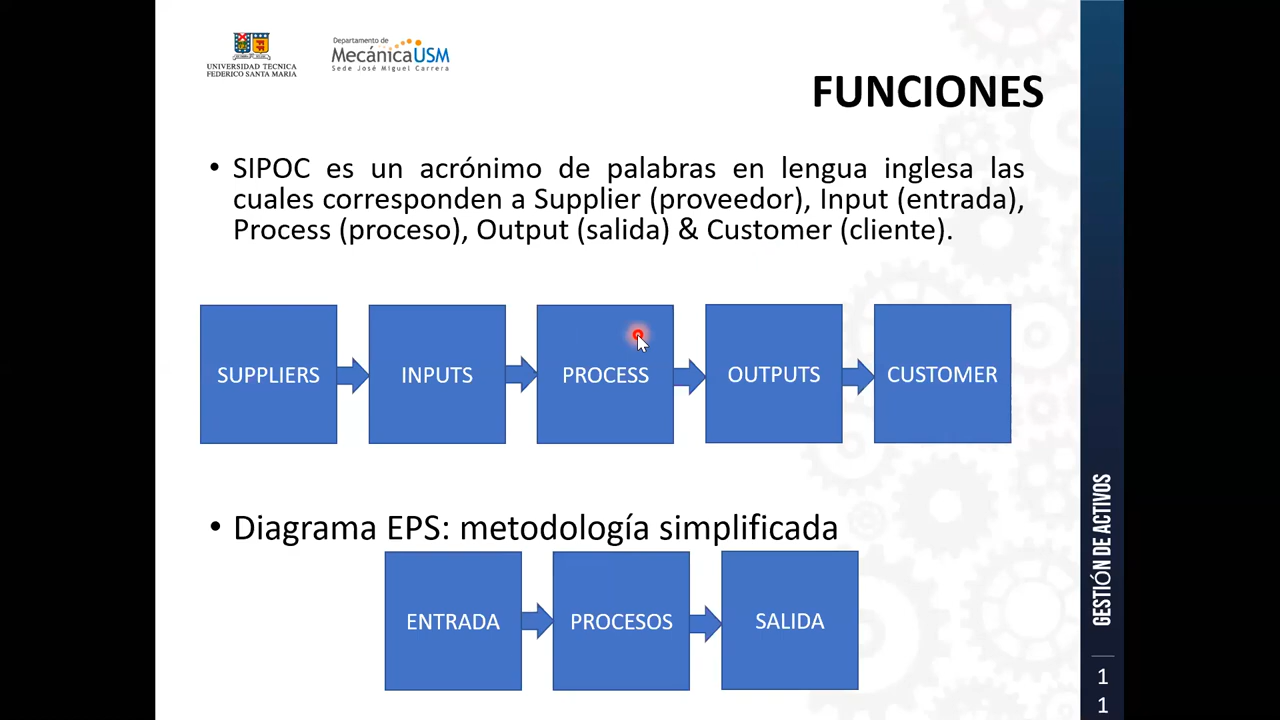 UNIVERSIDAD TECNICA
FEDERICO SANTA MARIA
Departamento de
MecánicaUSM
Sede José Miguel Carrera
FUNCIONES
• SIPOC es un acrónimo de palabras en lengua inglesa las
cuales corresponden a Supplier (proveedor), Input (entrada),
Process (proceso), Output (salida) & Customer (cliente).
SUPPLIERS
INPUTS
PROCESS
OUTPUTS
CUSTOMER
• Diagrama EPS: metodología simplificada
ENTRADA
PROCESOS
SALIDA
GESTIÓN DE ACTIVOS
1
1